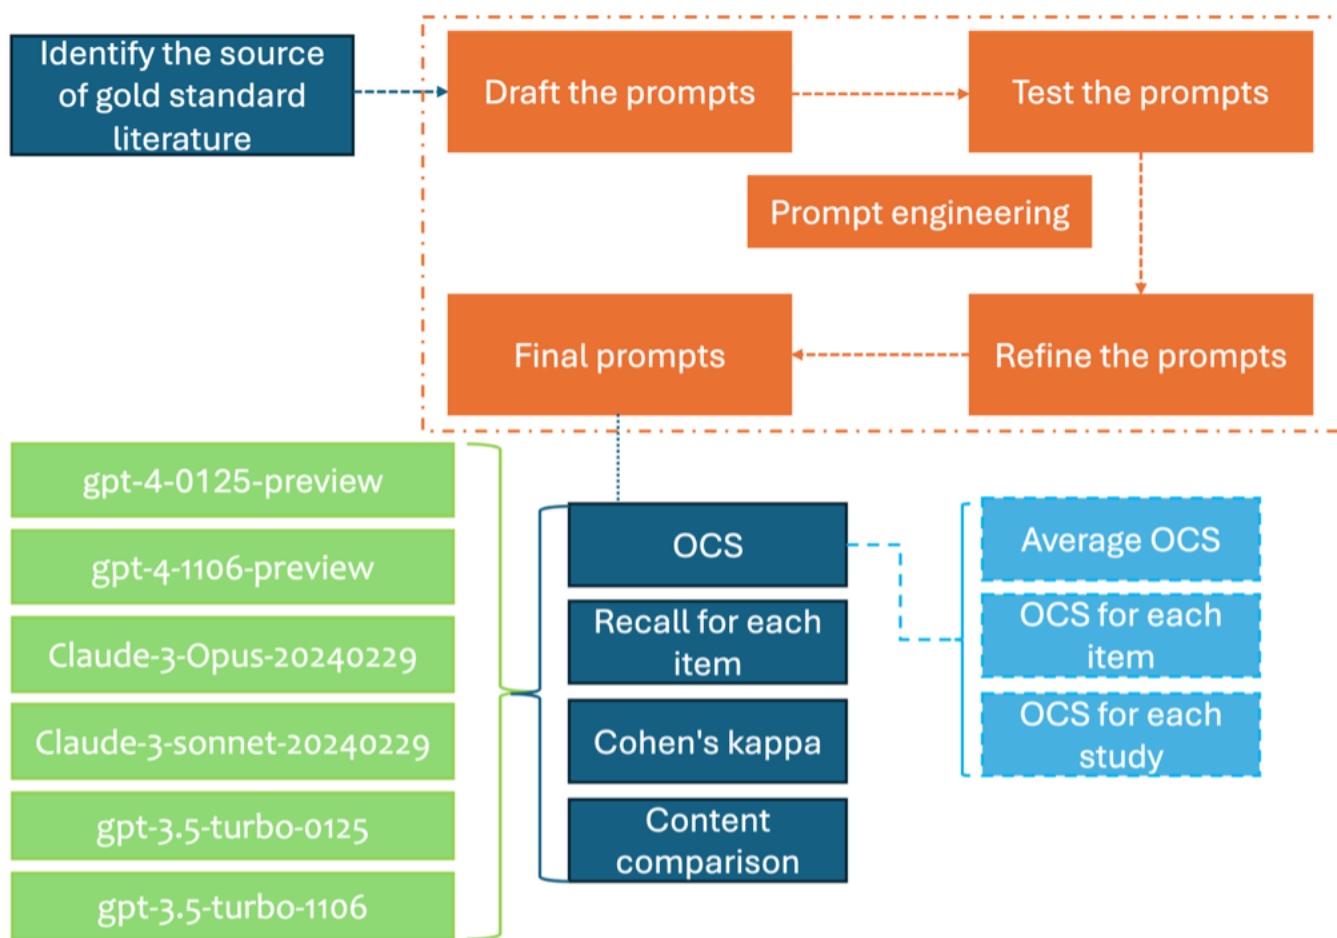 Identify the source
of gold standard
literature
Draft the prompts
Test the prompts
Prompt engineering
Final prompts
Refine the prompts
gpt-4-0125-preview
gpt-4-1106-preview
Claude-3-Opus-20240229
Claude-3-sonnet-20240229
gpt-3.5-turbo-0125
gpt-3.5-turbo-1106
OCS
Recall for each
item
Cohen's kappa
Content
comparison
Average OCS
OCS for each
item
OCS for each
study